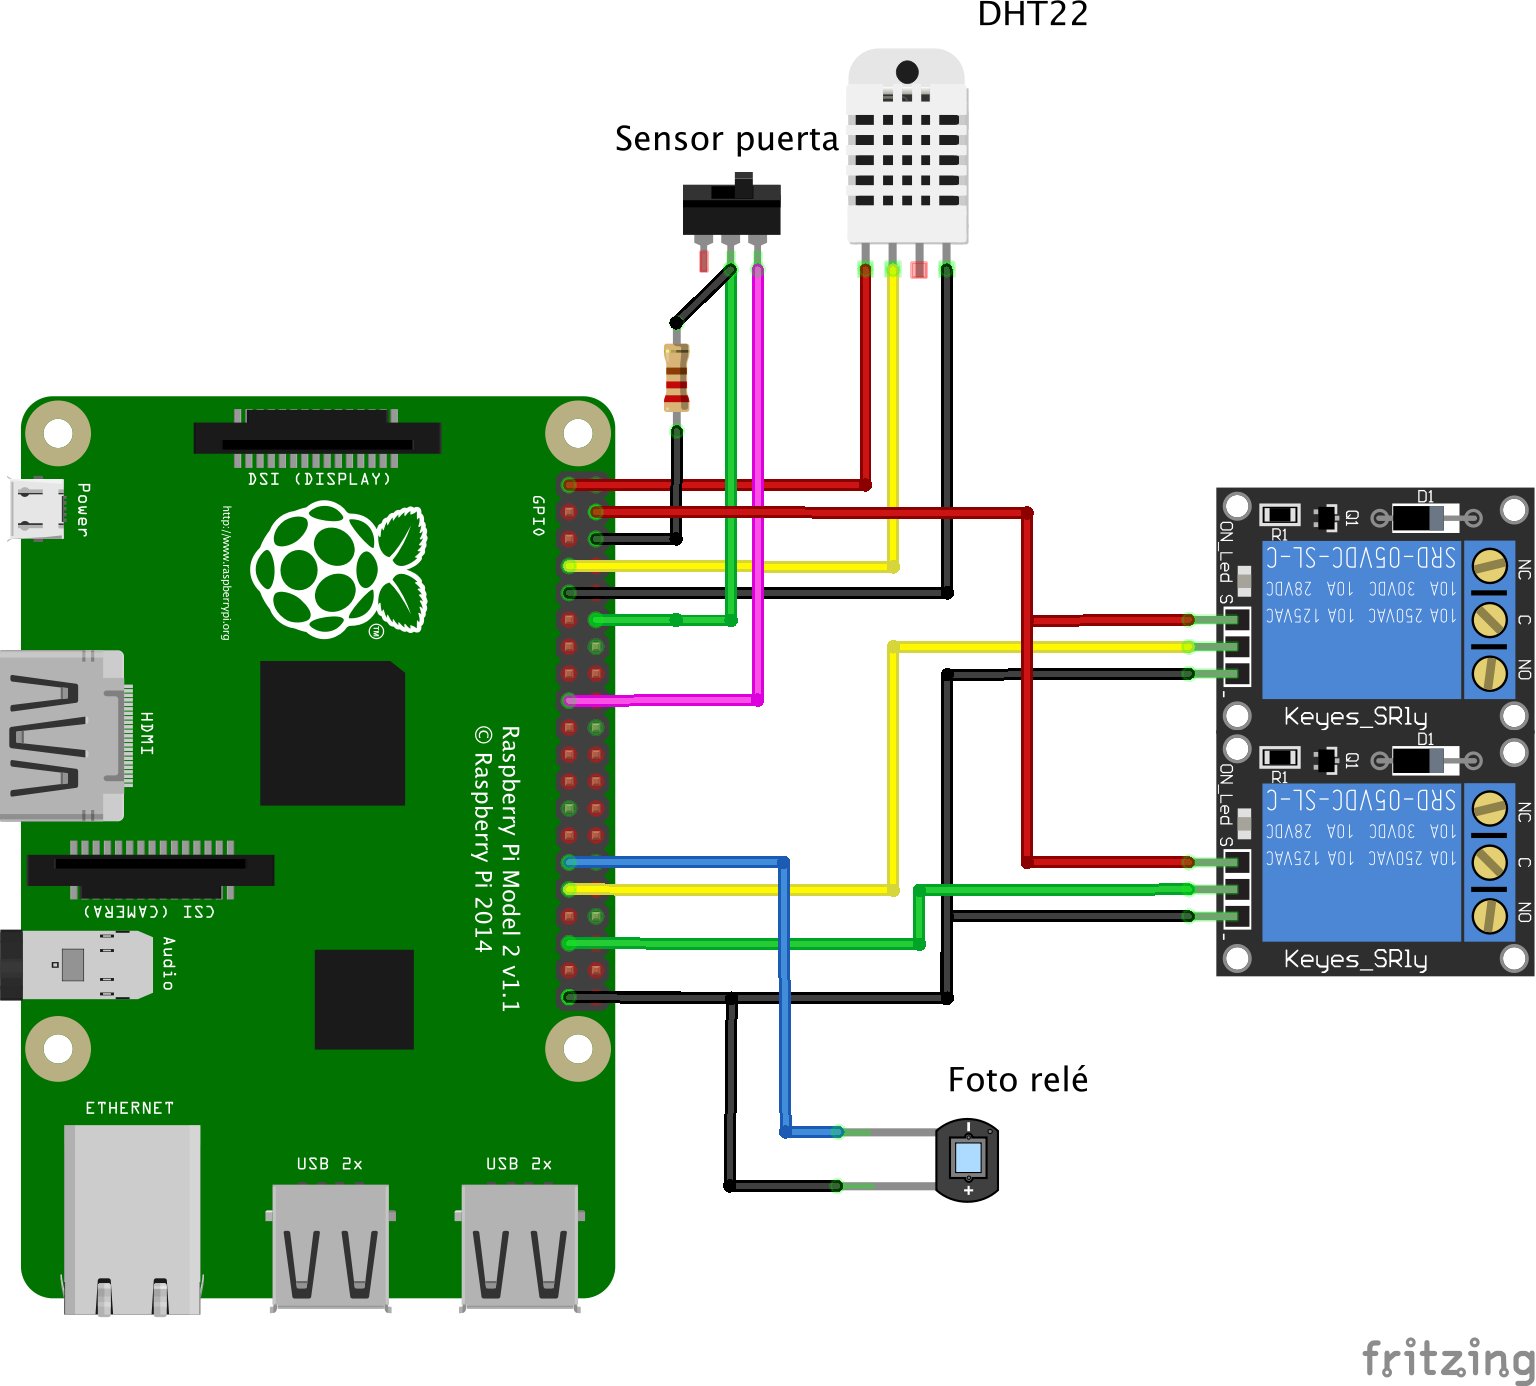 DHT22
Sensor puerta
DSI (DISPLAY)
Power
http://www.raspberrypi.org
GPIO
TM
HDMI
Raspberry Pi Model 2 v1.1
© Raspberry Pi 2014
CSI (CAMERA)
Audio
ETHERNET
USB 2x
USB 2x
R1
Q1
D1
ON_Led
S
-
SRD-05VDC-SL-C
10A 30VDC 10A 28VDC
10A 250VAC 10A 125VAC
NC
C
NO
Keyes_SRly
R1
Q1
D1
ON_Led
S
-
SRD-05VDC-SL-C
10A 30VDC 10A 28VDC
10A 250VAC 10A 125VAC
NC
C
NO
Keyes_SRly
Foto relé
-
+
fritzing